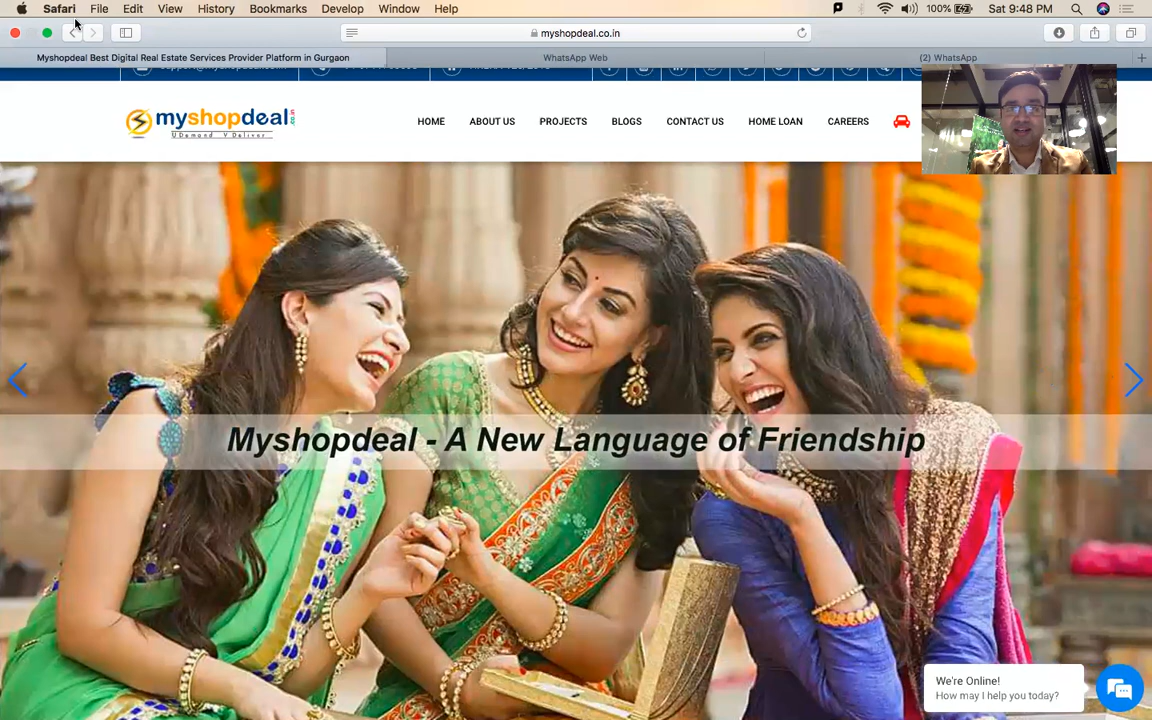 Safari File Edit View History Bookmarks Develop Window Help 100% Sat 9:48 PM
myshopdeal.co.in
Myshopdeal Best Digital Real Estate Services Provider Platform in Gurgaon WhatsApp Web (2) WhatsApp
myshopdeal
.co.in
U Demand V Deliver
HOME ABOUT US PROJECTS BLOGS CONTACT US HOME LOAN CAREERS
Myshopdeal - A New Language of Friendship
We're Online!
How may I help you today?